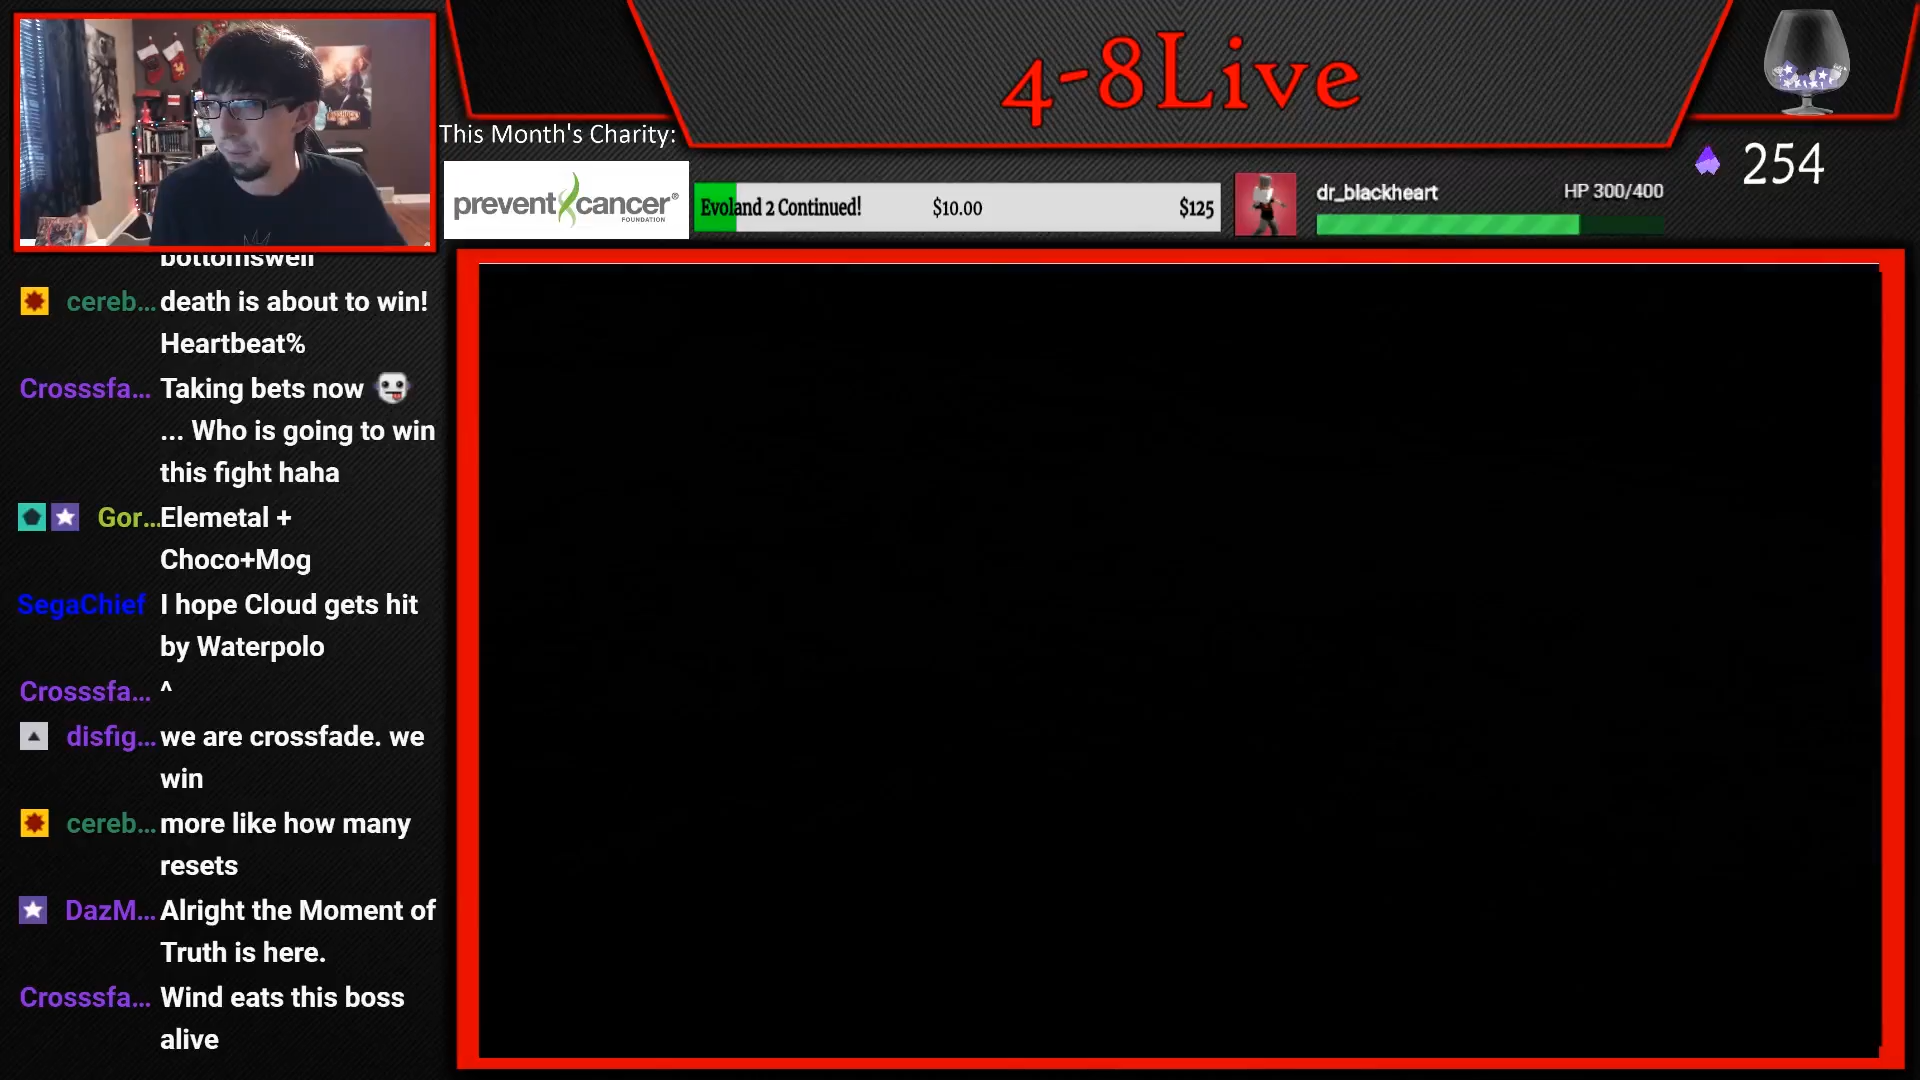 4-8Live
This Month's Charity:
prevent cancer®
FOUNDATION
Evoland 2 Continued! $10.00 $125
dr_blackheart HP 300/400
254
bottomswell
cereb... death is about to win!
Heartbeat%
Crosssfa... Taking bets now
... Who is going to win
this fight haha
Gor... Elemetal +
Choco+Mog
SegaChief I hope Cloud gets hit
by Waterpolo
Crosssfa... ^
disfig... we are crossfade. we
win
cereb... more like how many
resets
DazM... Alright the Moment of
Truth is here.
Crosssfa... Wind eats this boss
alive